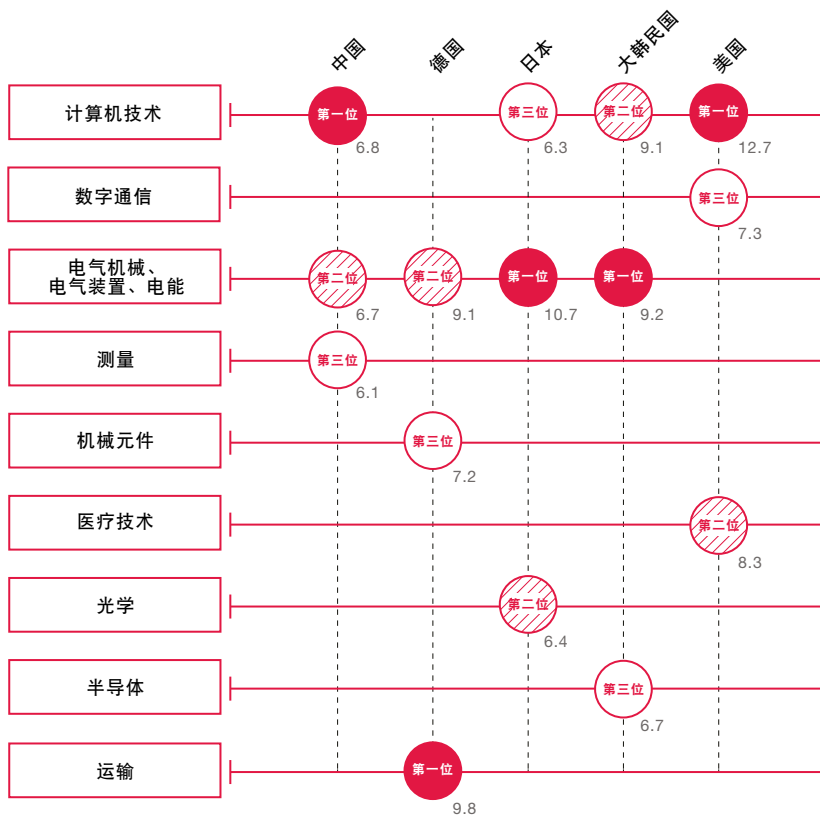 中国
德国
日本
大韩民国
美国
计算机技术
第一位
6.8
第三位
6.3
第二位
9.1
第一位
12.7
数字通信
第三位
7.3
电气机械、
电气装置、电能
第二位
6.7
第二位
9.1
第一位
10.7
第一位
9.2
测量
第三位
6.1
机械元件
第三位
7.2
医疗技术
第二位
8.3
光学
第二位
6.4
半导体
第三位
6.7
运输
第一位
9.8